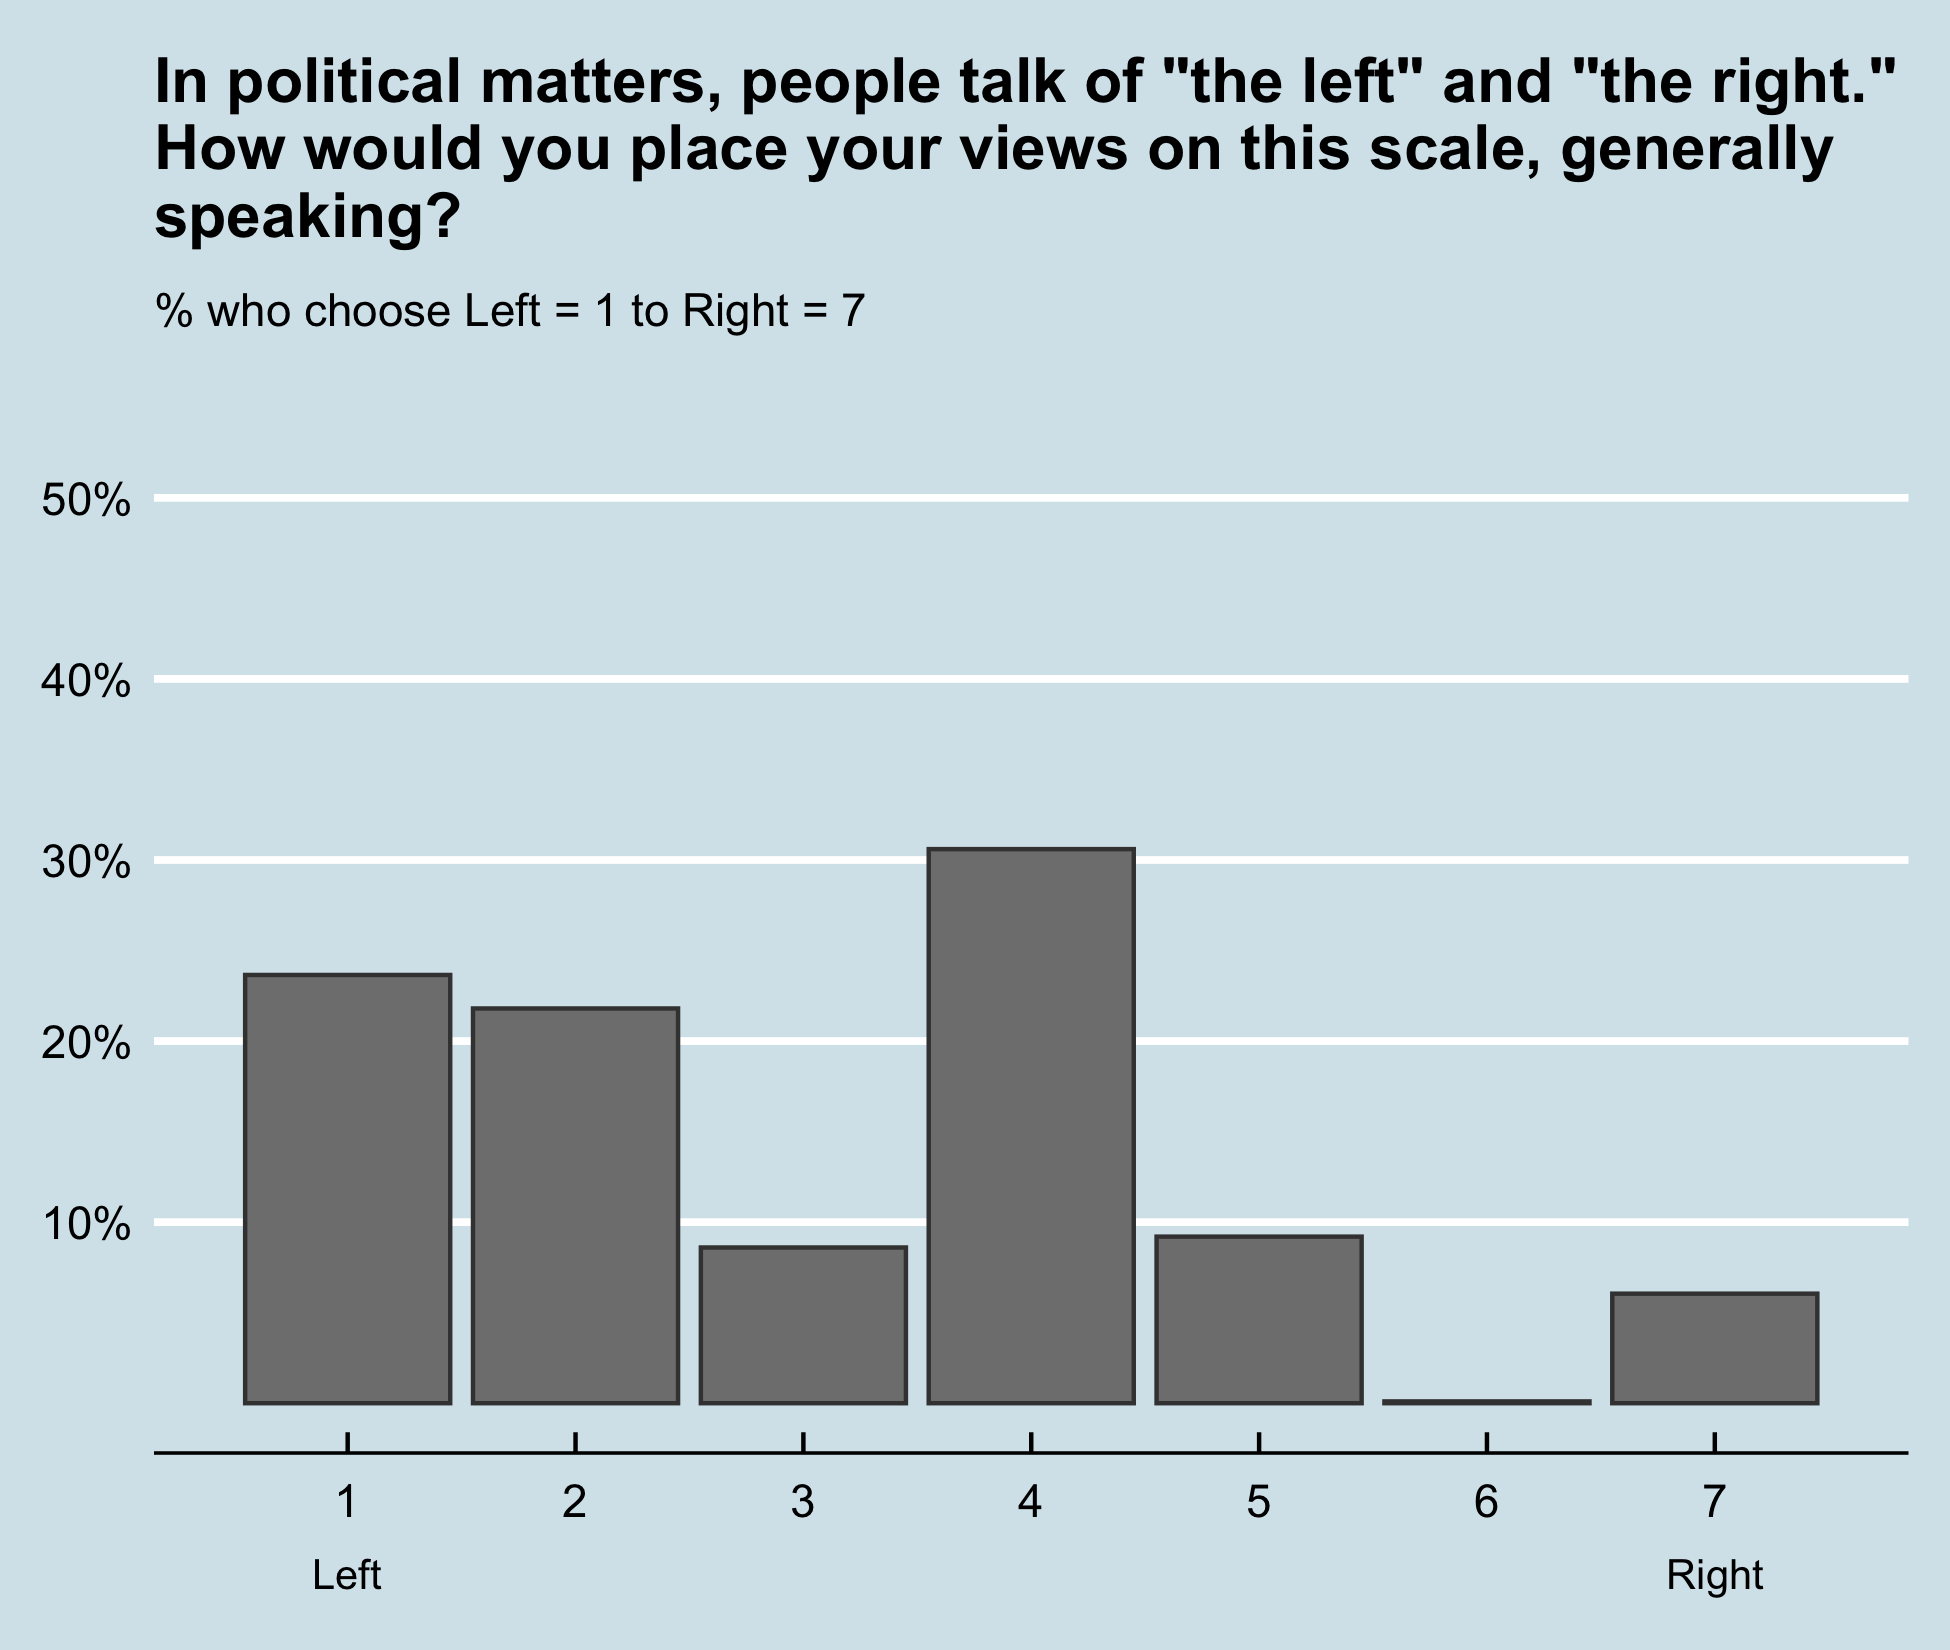 In political matters, people talk of "the left" and "the right."
How would you place your views on this scale, generally
speaking?
% who choose Left = 1 to Right = 7
50%
40%
30%
20%
10%
1 2 3 4 5 6 7
Left Right